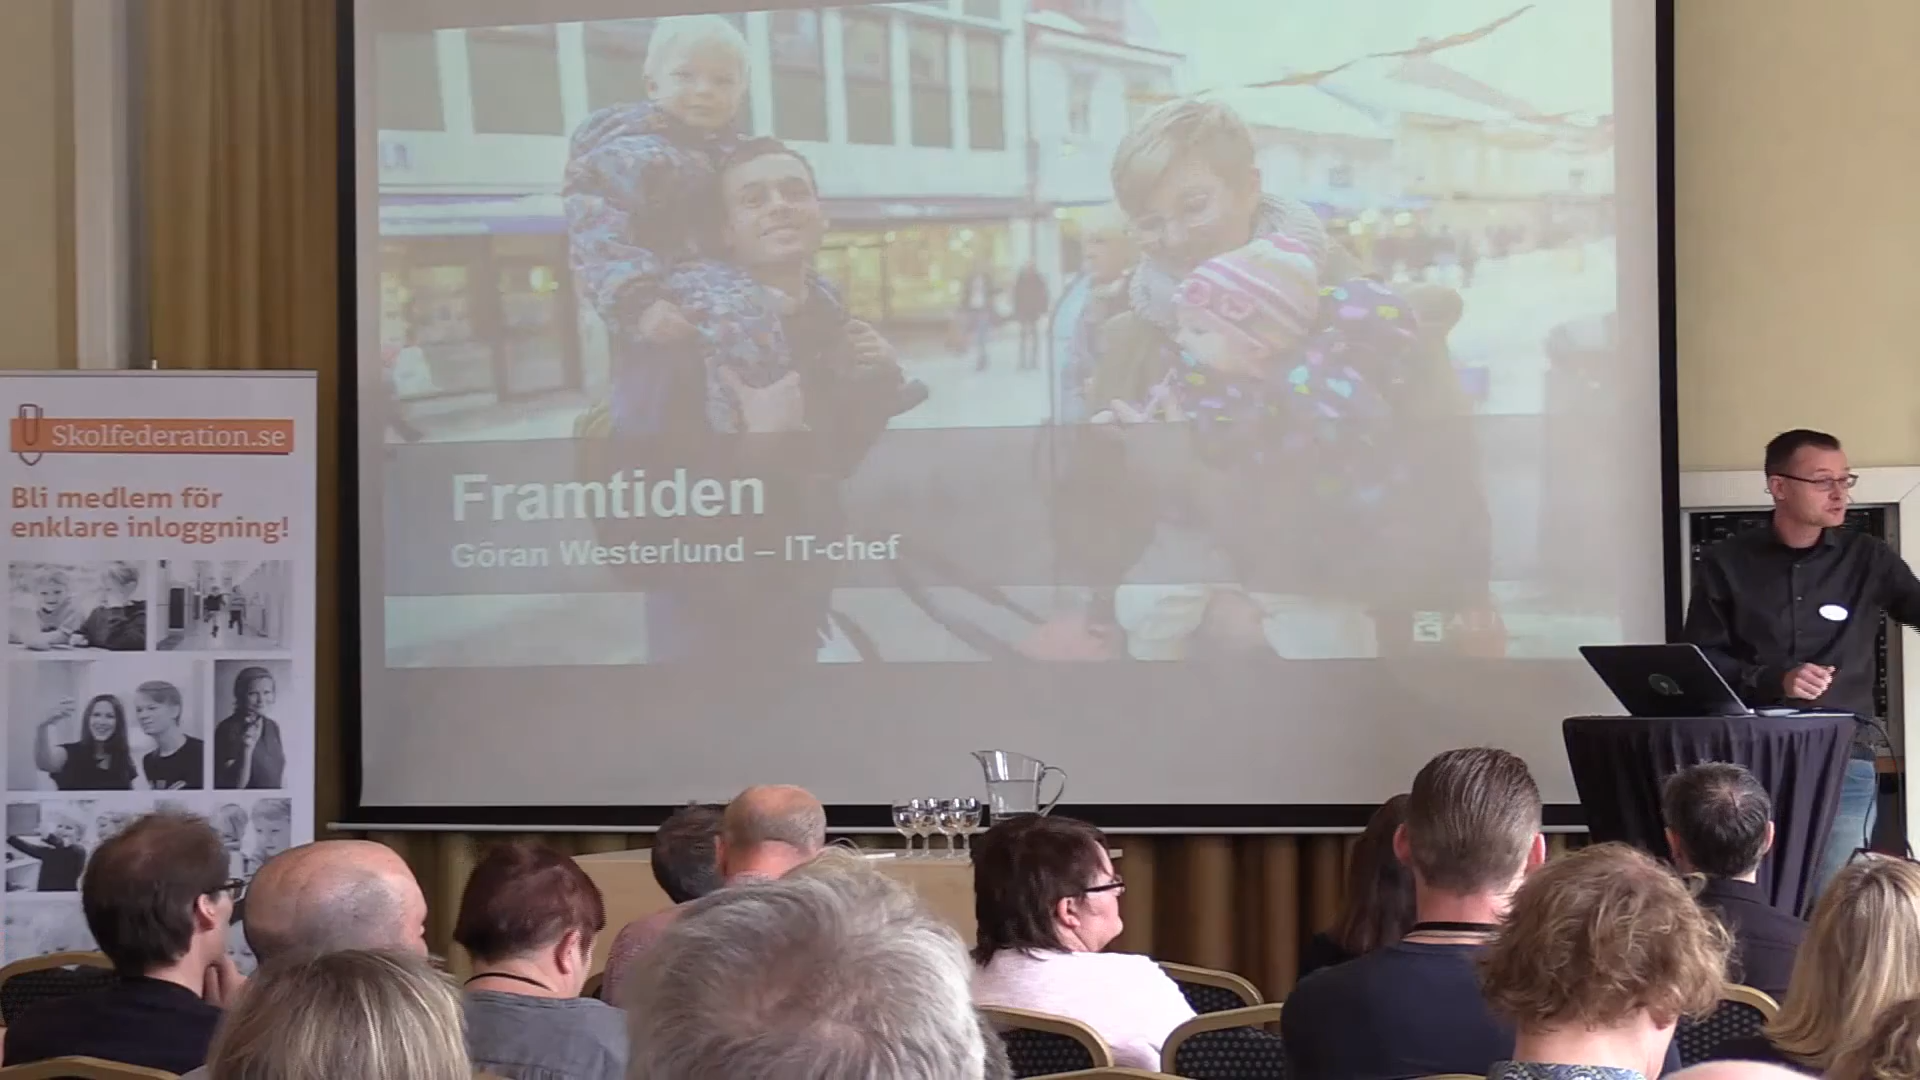 Skolfederation.se
Bli medlem för
enklare inloggning!
Framtiden
Göran Westerlund – IT-chef